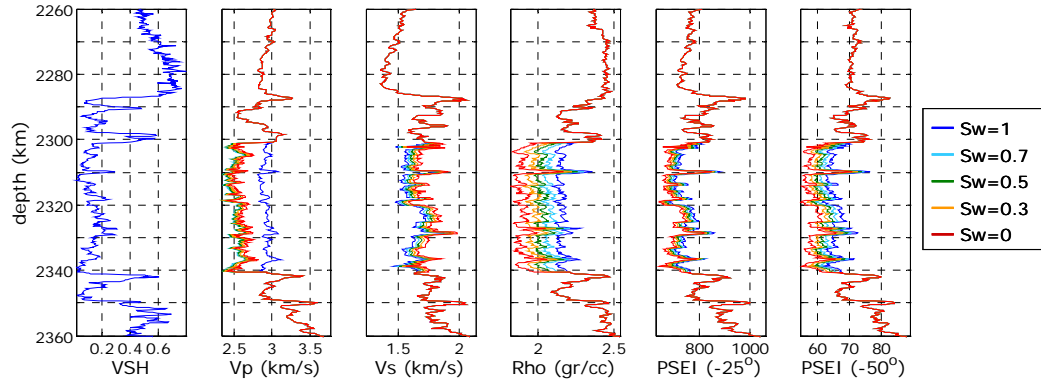 2260
2280
2300
2320
2340
2360
depth (km)
0.2 0.4 0.6
VSH
2260
2.5 3 3.5
Vp (km/s)
1.5 2
Vs (km/s)
2 2.5
Rho (gr/cc)
800 1000
PSEI (-25°)
60 70 80
PSEI (-50°)
Sw=1
Sw=0.7
Sw=0.5
Sw=0.3
Sw=0